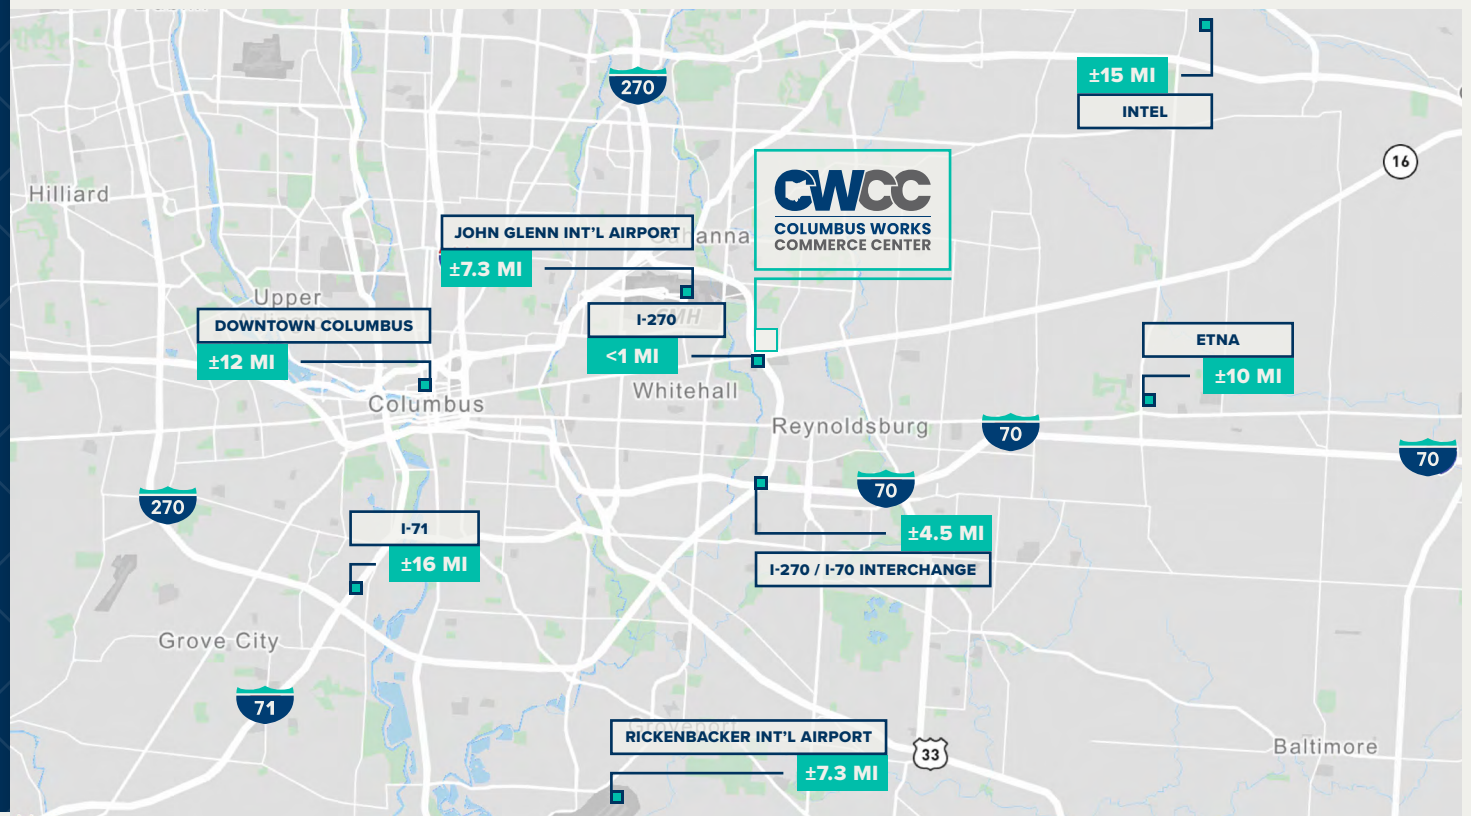 270
±15 MI
INTEL
16
Hilliard
CWCC
COLUMBUS WORKS
COMMERCE CENTER
JOHN GLENN INT'L AIRPORT
±7.3 MI
Upper
DOWNTOWN COLUMBUS
±12 MI
I-270
<1 MI
ETNA
±10 MI
Whitehall
Columbus
Reynoldsburg
70
70
70
270
I-71
±16 MI
±4.5 MI
I-270 / I-70 INTERCHANGE
Grove City
71
Groveport
RICKENBACKER INT'L AIRPORT
±7.3 MI
33
Baltimore